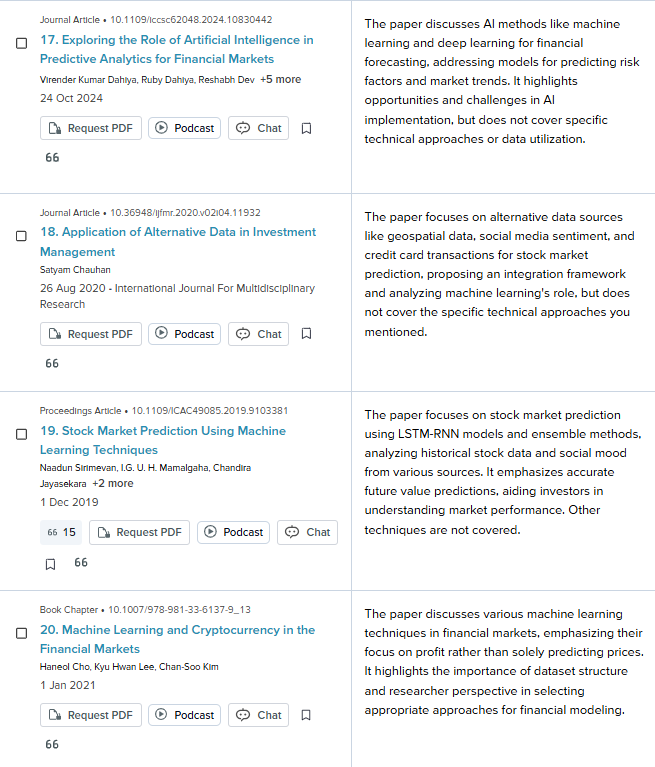 Journal Article • 10.1109/iccsc62048.2024.10830442
17. Exploring the Role of Artificial Intelligence in
Predictive Analytics for Financial Markets
Virender Kumar Dahiya, Ruby Dahiya, Reshabh Dev +5 more
24 Oct 2024
Request PDF
Podcast
Chat
66
The paper discusses AI methods like machine
learning and deep learning for financial
forecasting, addressing models for predicting risk
factors and market trends. It highlights
opportunities and challenges in AI
implementation, but does not cover specific
technical approaches or data utilization.
Journal Article • 10.36948/ijfmr.2020.v02i04.11932
18. Application of Alternative Data in Investment
Management
Satyam Chauhan
26 Aug 2020 - International Journal For Multidisciplinary
Research
Request PDF
Podcast
Chat
66
The paper focuses on alternative data sources
like geospatial data, social media sentiment, and
credit card transactions for stock market
prediction, proposing an integration framework
and analyzing machine learning's role, but does
not cover the specific technical approaches you
mentioned.
Proceedings Article • 10.1109/ICAC49085.2019.9103381
19. Stock Market Prediction Using Machine
Learning Techniques
Naadun Sirimevan, I.G. U. H. Mamalgaha, Chandira
Jayasekara +2 more
1 Dec 2019
66 15
Request PDF
Podcast
Chat
66
The paper focuses on stock market prediction
using LSTM-RNN models and ensemble methods,
analyzing historical stock data and social mood
from various sources. It emphasizes accurate
future value predictions, aiding investors in
understanding market performance. Other
techniques are not covered.
Book Chapter • 10.1007/978-981-33-6137-9_13
20. Machine Learning and Cryptocurrency in the
Financial Markets
Haneol Cho, Kyu Hwan Lee, Chan-Soo Kim
1 Jan 2021
Request PDF
Podcast
Chat
66
The paper discusses various machine learning
techniques in financial markets, emphasizing their
focus on profit rather than solely predicting prices.
It highlights the importance of dataset structure
and researcher perspective in selecting
appropriate approaches for financial modeling.